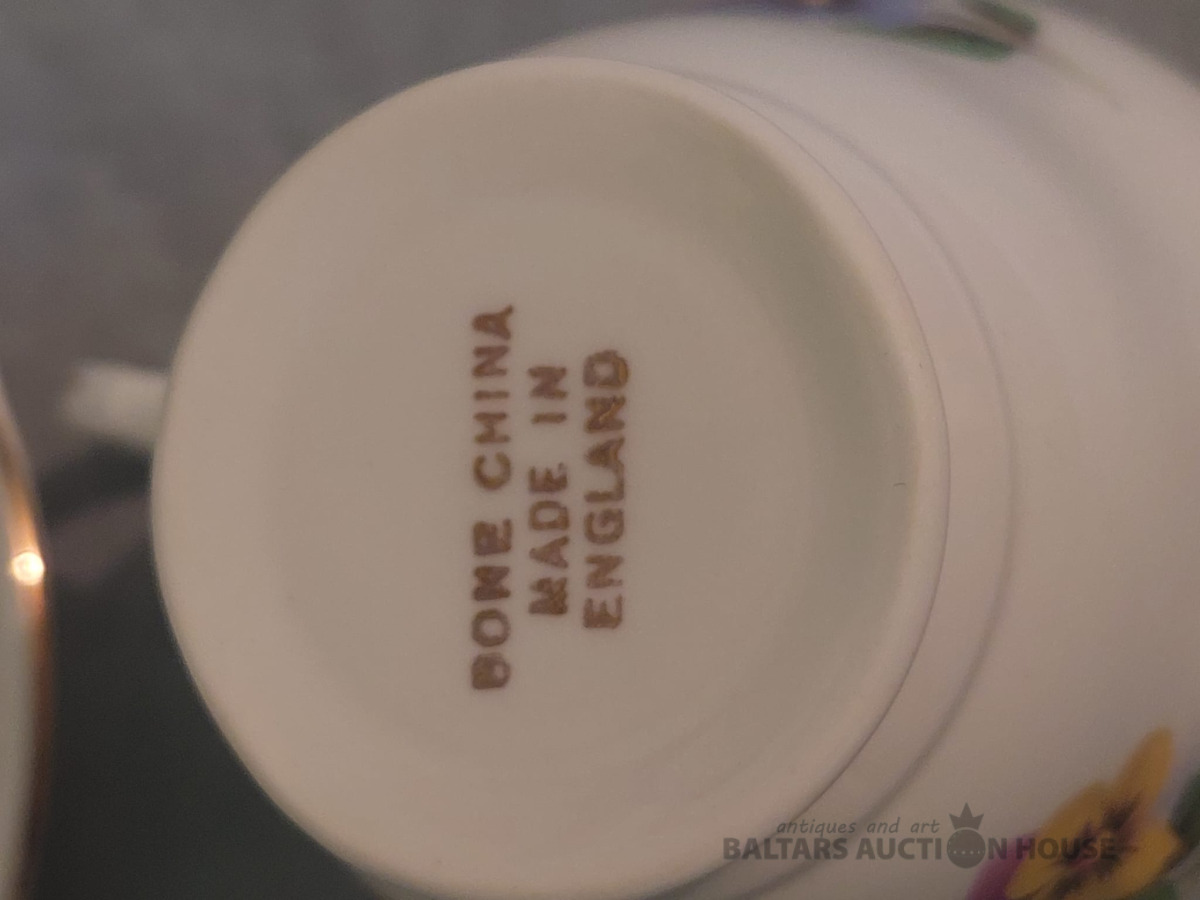 BONE CHINA
MADE IN
ENGLAND
antiques and art
BALTARS AUCTION HOUSE